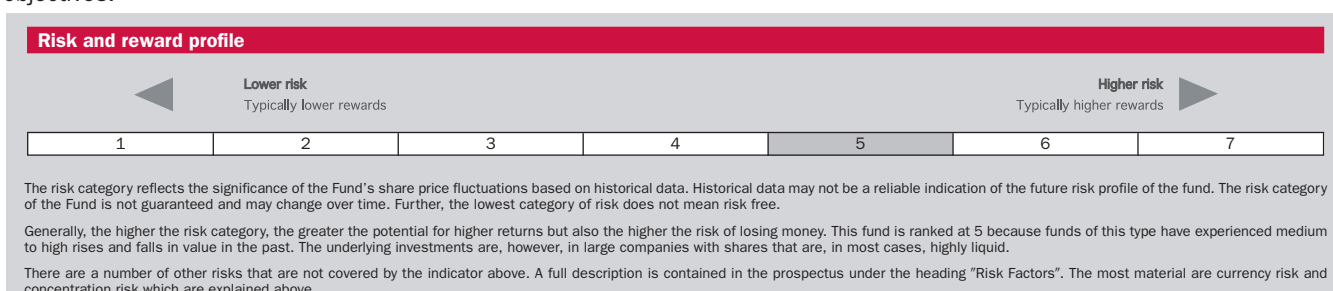 objectives.
Risk and reward profile
Lower risk
Typically lower rewards
Higher risk
Typically higher rewards
1 2 3 4 5 6 7
The risk category reflects the significance of the Fund's share price fluctuations based on historical data. Historical data may not be a reliable indication of the future risk profile of the fund. The risk category
of the Fund is not guaranteed and may change over time. Further, the lowest category of risk does not mean risk free.
Generally, the higher the risk category, the greater the potential for higher returns but also the higher the risk of losing money. This fund is ranked at 5 because funds of this type have experienced medium
to high rises and falls in value in the past. The underlying investments are, however, in large companies with shares that are, in most cases, highly liquid.
There are a number of other risks that are not covered by the indicator above. A full description is contained in the prospectus under the heading "Risk Factors". The most material are currency risk and
concentration risk which are explained above.